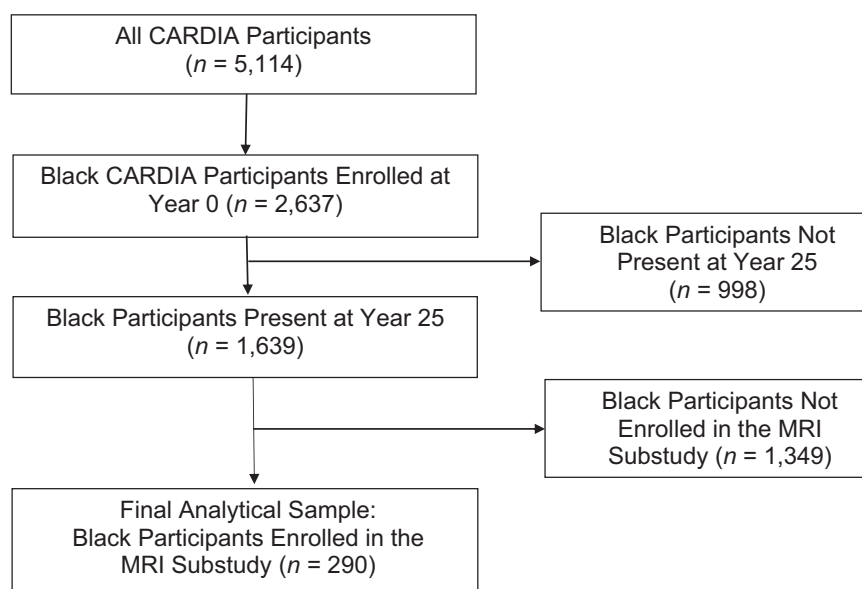 All CARDIA Participants
(n = 5,114)
Black CARDIA Participants Enrolled at
Year 0 (n = 2,637)
Black Participants Not
Present at Year 25
(n = 998)
Black Participants Present at Year 25
(n = 1,639)
Black Participants Not
Enrolled in the MRI
Substudy (n = 1,349)
Final Analytical Sample:
Black Participants Enrolled in the
MRI Substudy (n = 290)